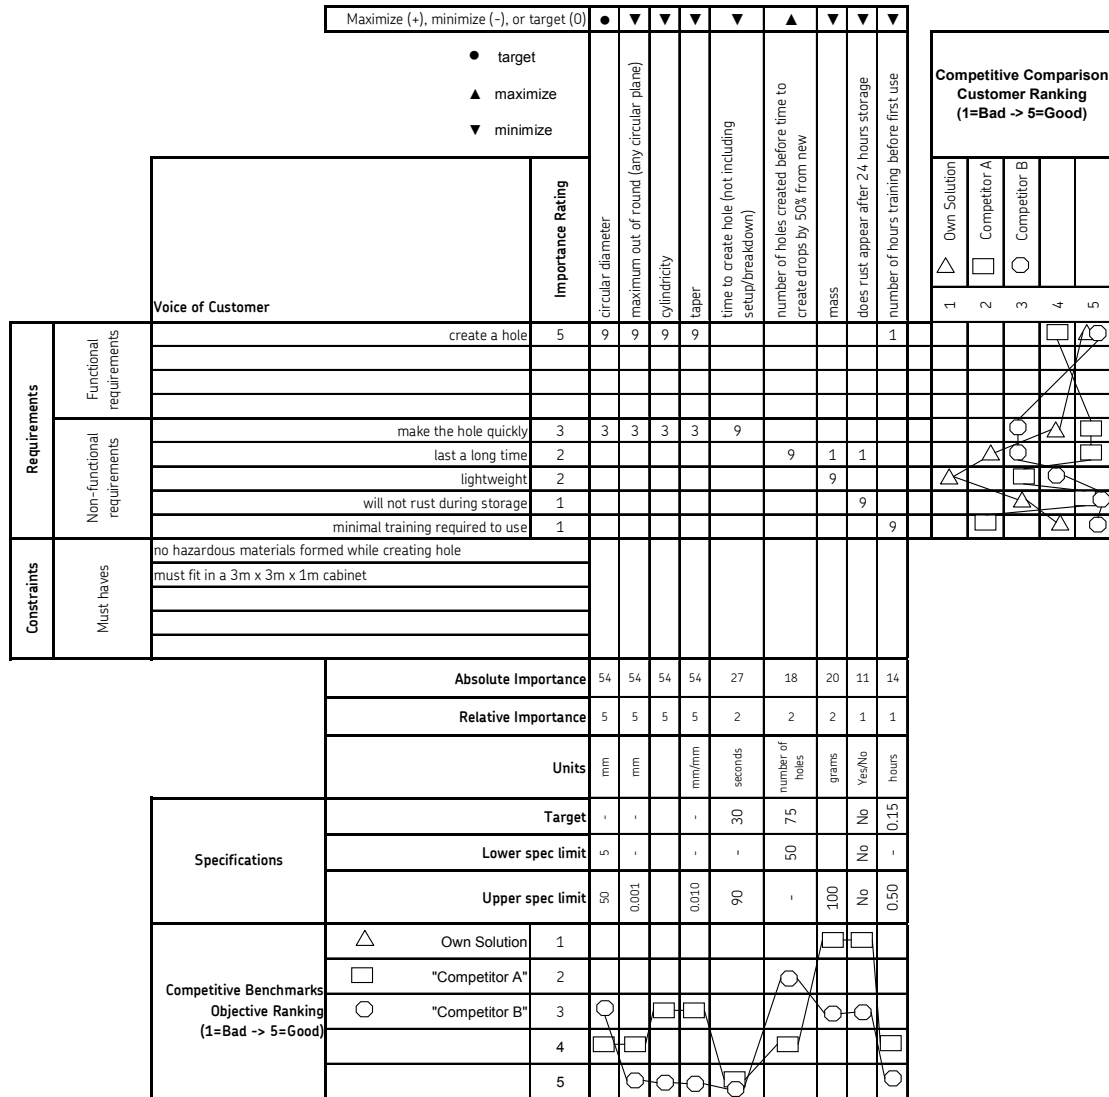 Maximize (+), minimize (-), or target (0) ● ▼ ▼ ▼ ▼ ▲ ▼ ▼ ▼
● target
▲ maximize
▼ minimize
Competitive Comparison
Customer Ranking
(1=Bad -> 5=Good)
Voice of Customer
Importance Rating
circular diameter
maximum out of round (any circular plane)
cylindricity
taper
time to create hole (not including
setup/breakdown)
number of holes created before time to
create drops by 50% from new
mass
does rust appear after 24 hours storage
number of hours training before first use
Own Solution
Competitor A
Competitor B
1 2 3 4 5
Requirements
Functional
requirements
create a hole 5 9 9 9 9 1
Non-functional
requirements
make the hole quickly 3 3 3 3 3 9
last a long time 2 9 1 1
lightweight 2 9
will not rust during storage 1 9
minimal training required to use 1 9
Constraints
Must haves
no hazardous materials formed while creating hole
must fit in a 3m x 3m x 1m cabinet
Absolute Importance 54 54 54 54 27 18 20 11 14
Relative Importance 5 5 5 5 2 2 2 1 1
Units mm mm mm/mm seconds number of holes grams Yes/No hours
Specifications
Target - - - 30 75 No 0.15
Lower spec limit 5 - - - 50 No -
Upper spec limit 50 0.001 0.010 90 - 100 No 0.50
Competitive Benchmarks
Objective Ranking
(1=Bad -> 5=Good)
Own Solution 1
"Competitor A" 2
"Competitor B" 3
4
5